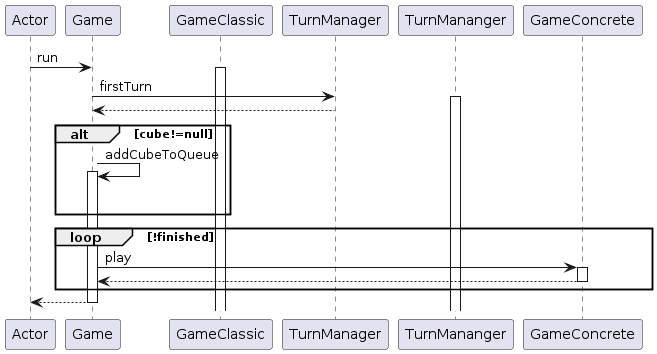 Actor Game GameClassic TurnManager TurnMananger GameConcrete
run
firstTurn
alt [cube!=null]
addCubeToQueue
loop [!finished]
play
Actor Game GameClassic TurnManager TurnMananger GameConcrete